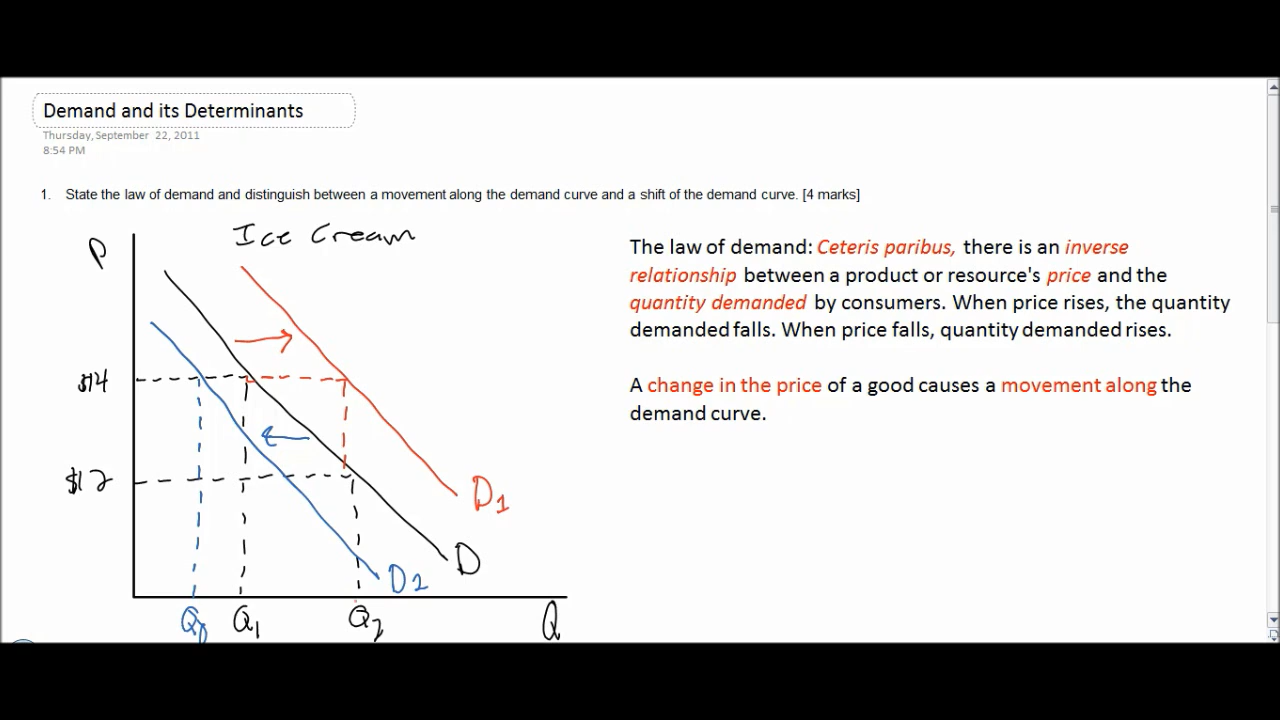 Demand and its Determinants
Thursday, September 22, 2011
8:54 PM
1. State the law of demand and distinguish between a movement along the demand curve and a shift of the demand curve. [4 marks]
Ice Cream
P
$14
$12
D1
D
D2
Q0
Q1
Q2
Q
The law of demand: Ceteris paribus, there is an inverse
relationship between a product or resource's price and the
quantity demanded by consumers. When price rises, the quantity
demanded falls. When price falls, quantity demanded rises.
A change in the price of a good causes a movement along the
demand curve.